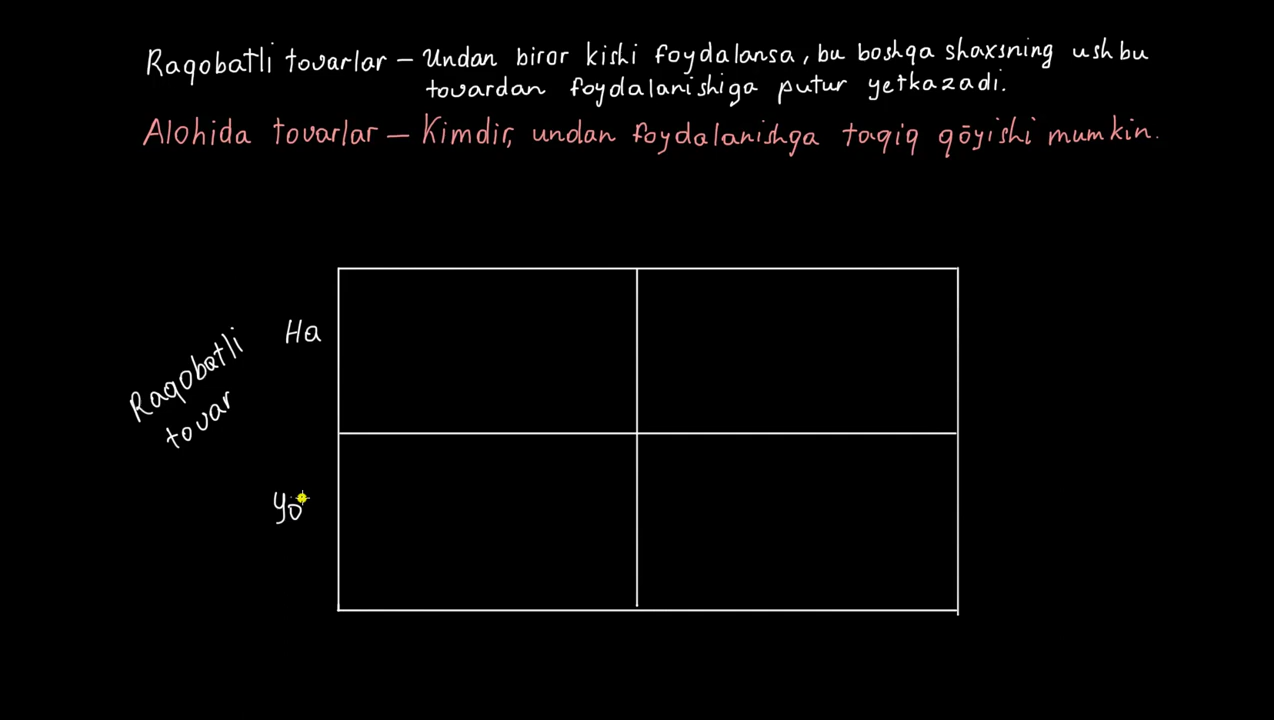 Raqobatli tovarlar – Undan biror kishi foydalansa, bu boshqa shaxsning ushbu
tovardan foydalanishiga putur yetkazadi.
Alohida tovarlar – Kimdir, undan foydalanishga taqiq qōyishi mumkin.
Ha
Raqobatli
tovar
Yo